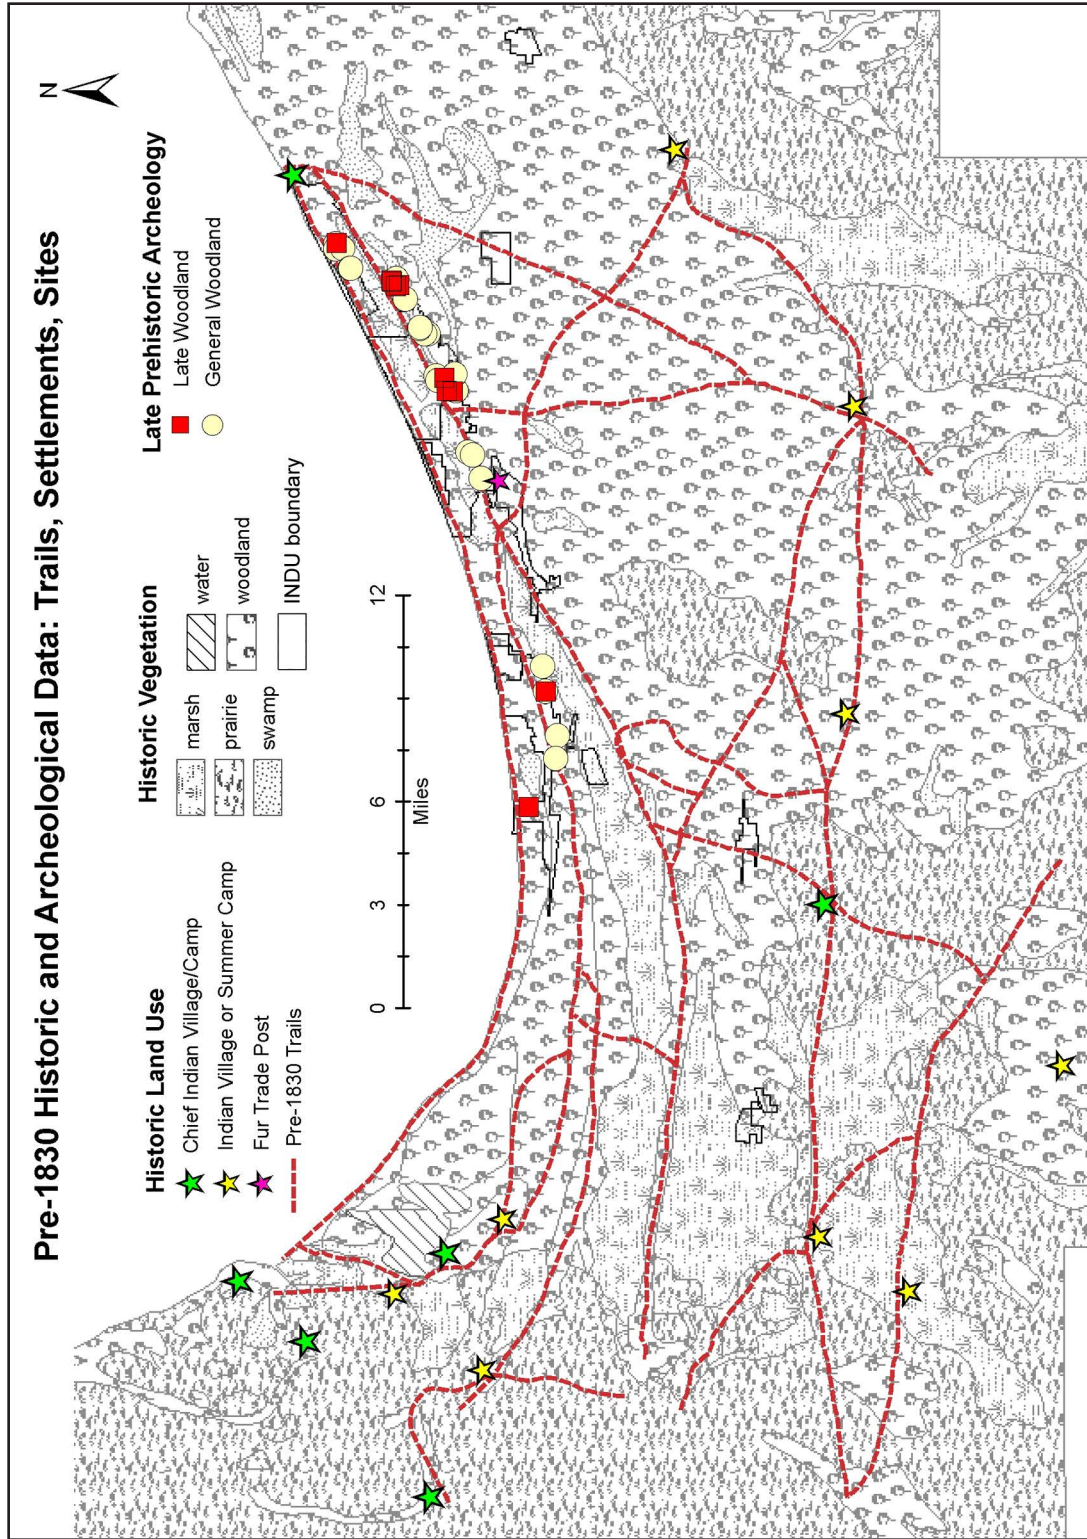 Pre-1830 Historic and Archeological Data: Trails, Settlements, Sites
N
Historic Land Use
Chief Indian Village/Camp
Indian Village or Summer Camp
Fur Trade Post
Pre-1830 Trails
Historic Vegetation
marsh
prairie
swamp
water
woodland
INDU boundary
Late Prehistoric Archeology
Late Woodland
General Woodland
0 3 6 12
Miles